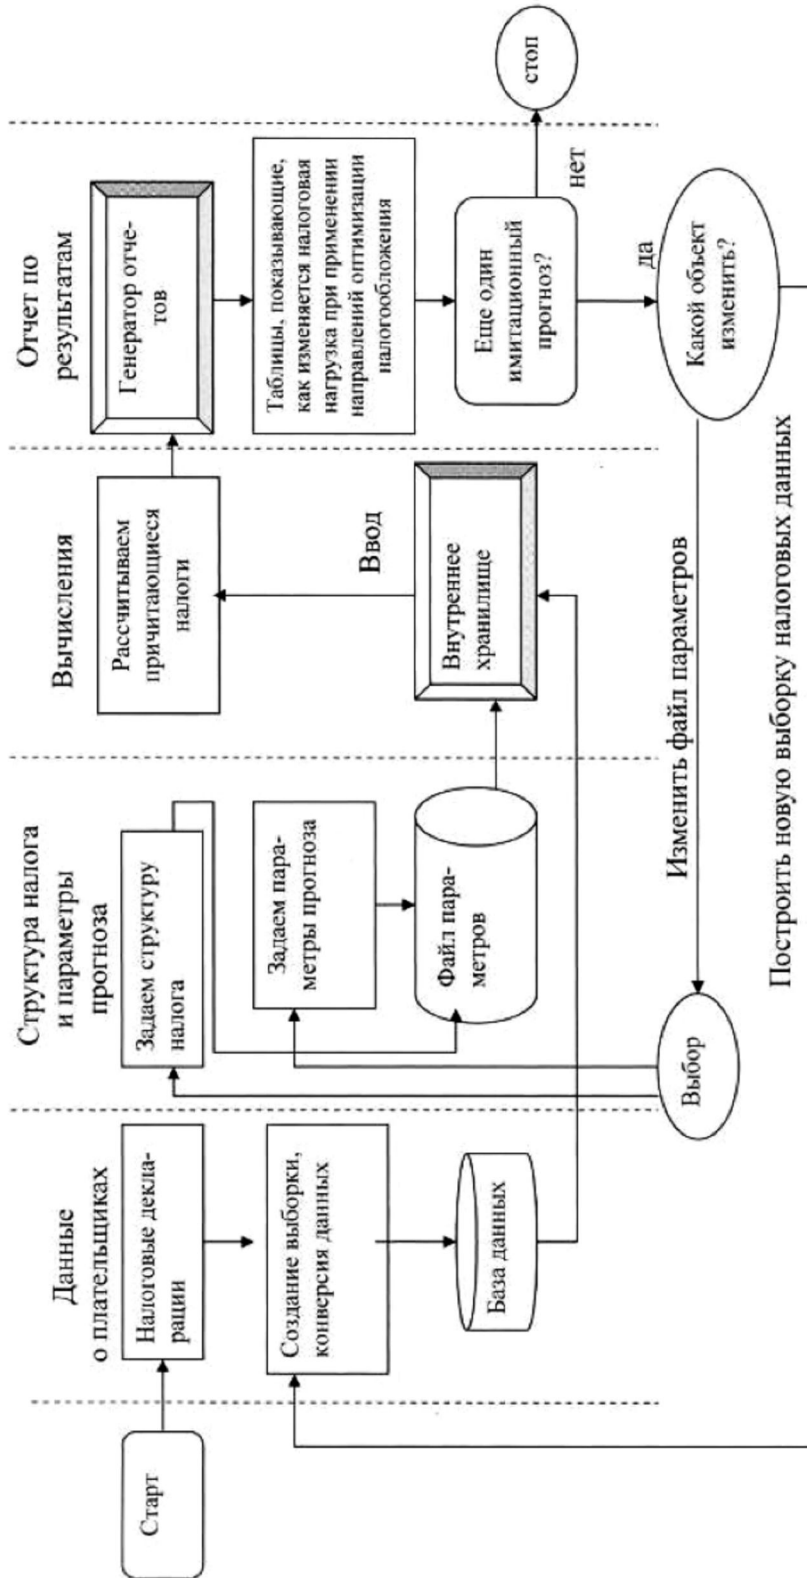 Старт
Данные
о плательщиках
Налоговые декла-
рации
Создание выборки,
конверсия данных
База данных
Структура налога
и параметры
прогноза
Задаем структуру
налога
Задаем пара-
метры прогноза
Файл пара-
метров
Выбор
Вычисления
Рассчитываем
причитающиеся
налоги
Ввод
Внутреннее
хранилище
Отчет по
результатам
Генератор отче-
тов
Таблицы, показывающие,
как изменяется налоговая
нагрузка при применении
направлений оптимизации
налогообложения
Еще один
имитационный
прогноз?
нет
стоп
да
Какой объект
изменить?
Изменить файл параметров
Построить новую выборку налоговых данных